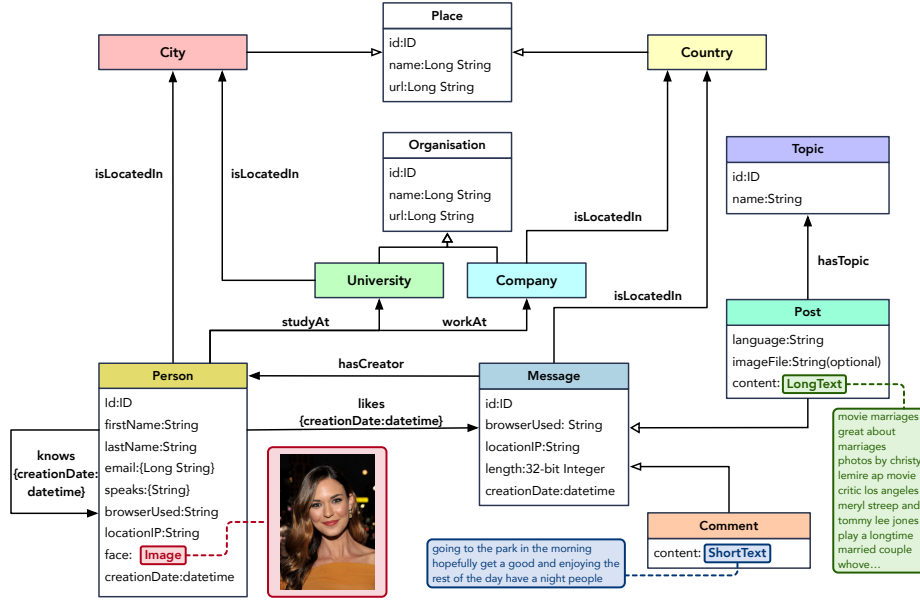 Place
id:ID
name:Long String
url:Long String
City
Country
Organisation
id:ID
name:Long String
url:Long String
Topic
id:ID
name:String
isLocatedIn
isLocatedIn
isLocatedIn
hasTopic
University
Company
isLocatedIn
studyAt
workAt
Post
language:String
imageFile:String(optional)
content: LongText
hasCreator
Person
Id:ID
firstName:String
lastName:String
email:{Long String}
speaks:{String}
browserUsed:String
locationIP:String
face: Image
creationDate:datetime
knows
{creationDate:
datetime}
likes
{creationDate:datetime}
Message
id:ID
browserUsed: String
locationIP:String
length:32-bit Integer
creationDate:datetime
movie marriages
great about
marriages
photos by christy
lemire ap movie
critic los angeles
meryl streep and
tommy lee jones
play a longtime
married couple
whove...
Comment
content: ShortText
going to the park in the morning
hopefully get a good and enjoying the
rest of the day have a night people